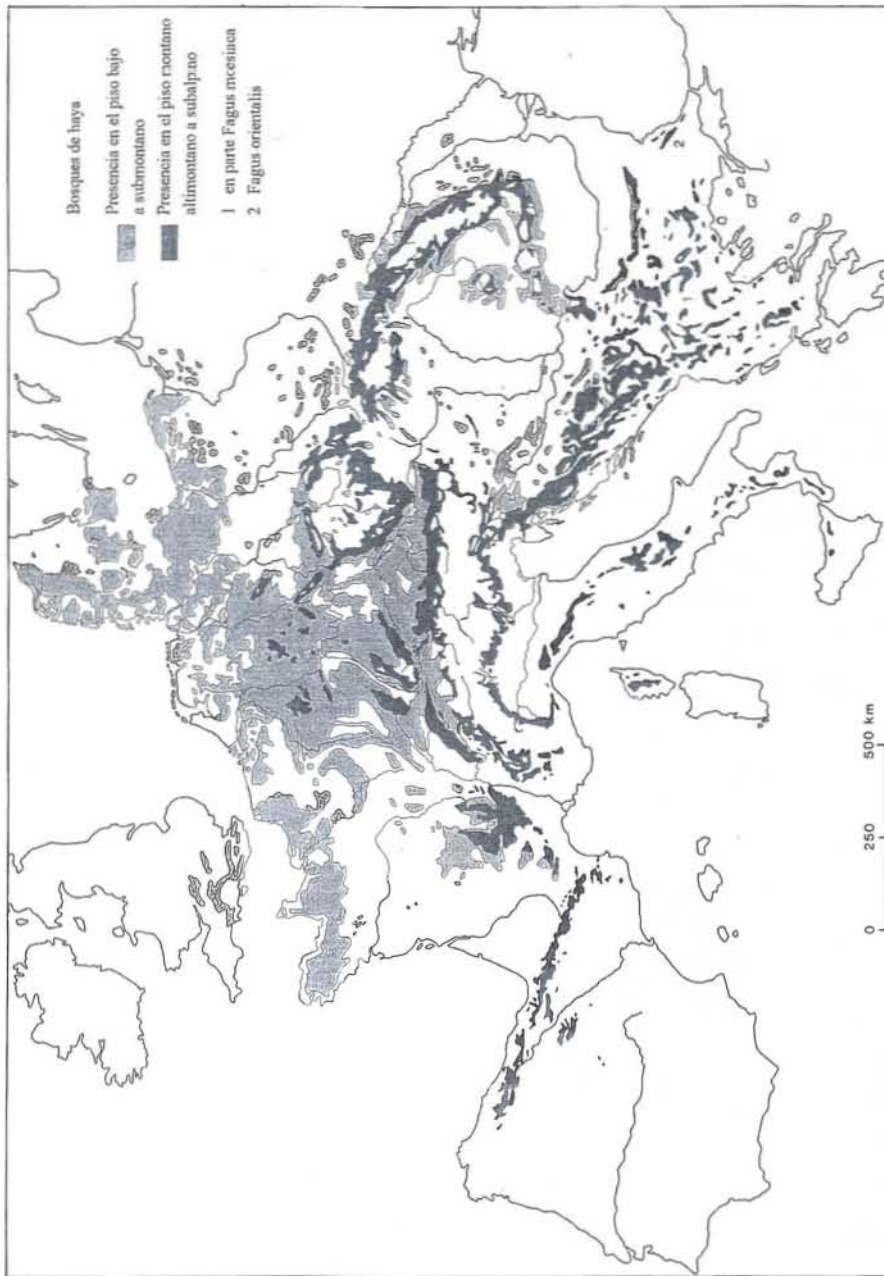 Bosques de haya
Presencia en el piso bajo
a submontano
Presencia en el piso montano
altimontano a subalpino
1 en parte Fagus moesiaca
2 Fagus orientalis
2
0 250 500 km